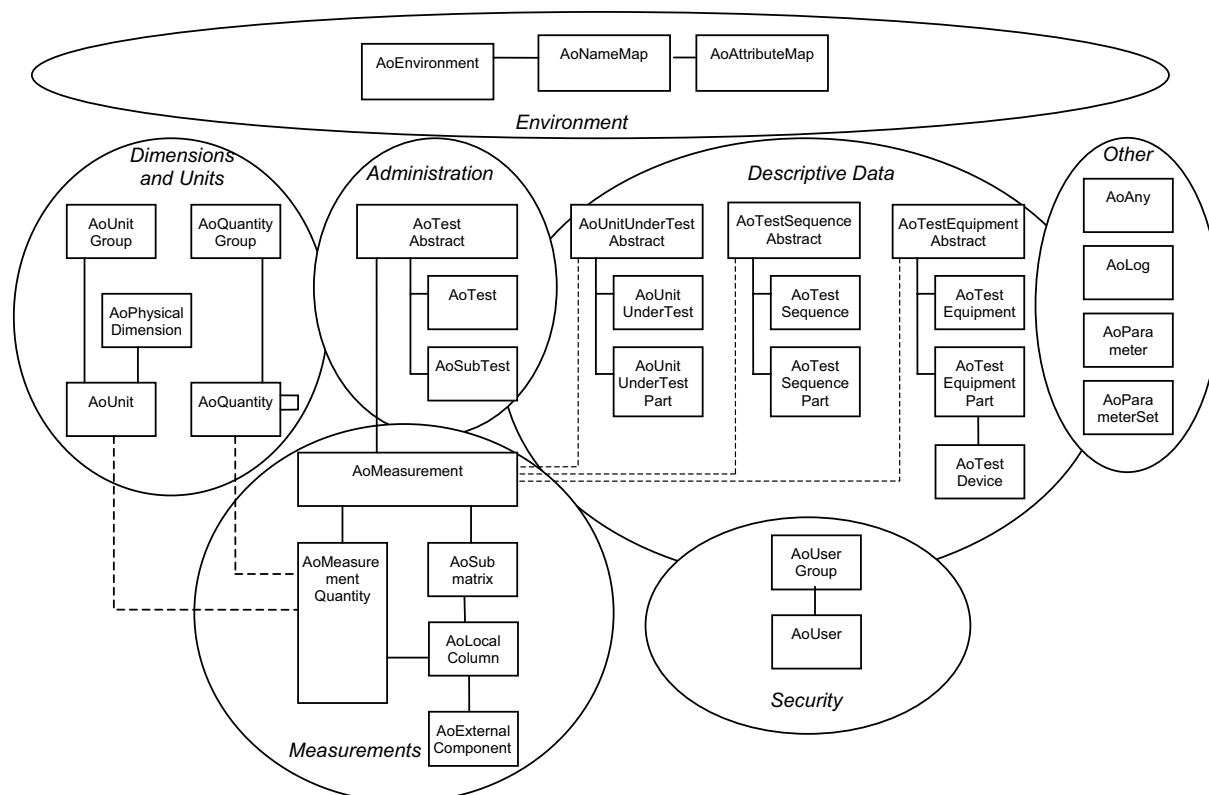 AoEnvironment
AoNameMap
AoAttributeMap
Environment
Dimensions
and Units
AoUnit
Group
AoQuantity
Group
AoPhysical
Dimension
AoUnit
AoQuantity
Administration
AoTest
Abstract
AoTest
AoSubTest
Descriptive Data
AoUnitUnderTest
Abstract
AoUnit
UnderTest
AoUnit
UnderTest
Part
AoTestSequence
Abstract
AoTest
Sequence
AoTest
Sequence
Part
AoTestEquipment
Abstract
AoTest
Equipment
AoTest
Equipment
Part
AoTest
Device
Other
AoAny
AoLog
AoPara
meter
AoPara
meterSet
AoMeasurement
AoMeasure
ment
Quantity
AoSub
matrix
AoLocal
Column
AoExternal
Component
Measurements
AoUser
Group
AoUser
Security